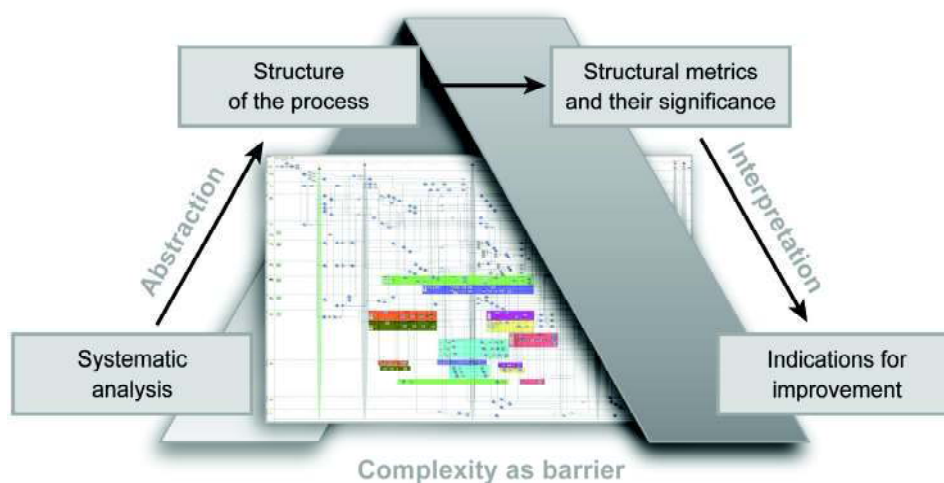 Structure
of the process
Structural metrics
and their significance
Abstraction
Interpretation
Systematic
analysis
Indications for
improvement
Complexity as barrier